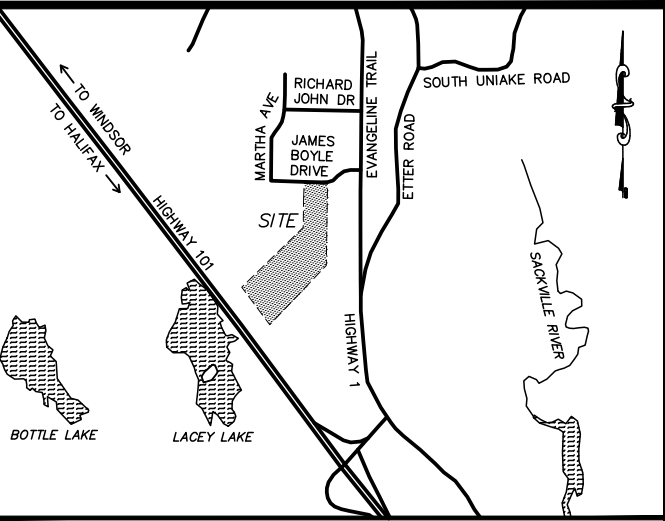 TO WINDSOR
TO HALIFAX
HIGHWAY 101
MARTHA AVE
RICHARD
JOHN DR
JAMES
BOYLE
DRIVE
EVANGELINE TRAIL
ETTER ROAD
SOUTH UNIAKE ROAD
SITE
SACKVILLE RIVER
HIGHWAY 1
BOTTLE LAKE
LACEY LAKE